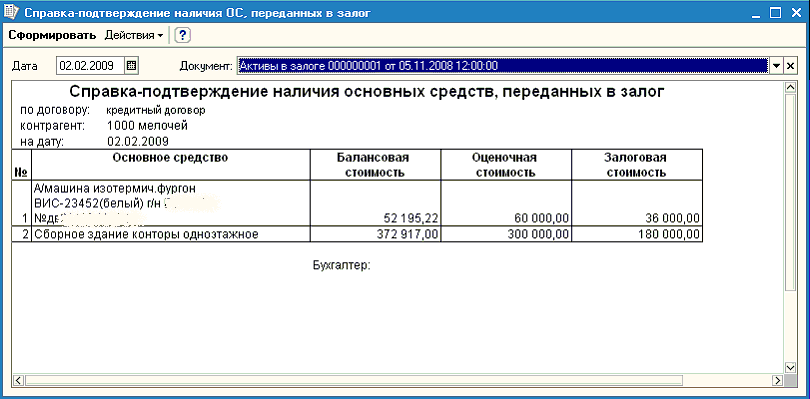 Справка-подтверждение наличия ОС, переданных в залог
Сформировать Действия ?
Дата 02.02.2009 Документ: Активы в залоге 000000001 от 05.11.2008 12:00:00
Справка-подтверждение наличия основных средств, переданных в залог
по договору: кредитный договор
контрагент: 1000 мелочей
на дату: 02.02.2009
№ Основное средство Балансовая стоимость Оценочная стоимость Залоговая стоимость
А/машина изотермич.фургон
ВИС-23452(белый) г/н
1 №дв 52 195,22 60 000,00 36 000,00
2 Сборное здание конторы одноэтажное 372 917,00 300 000,00 180 000,00
Бухгалтер: